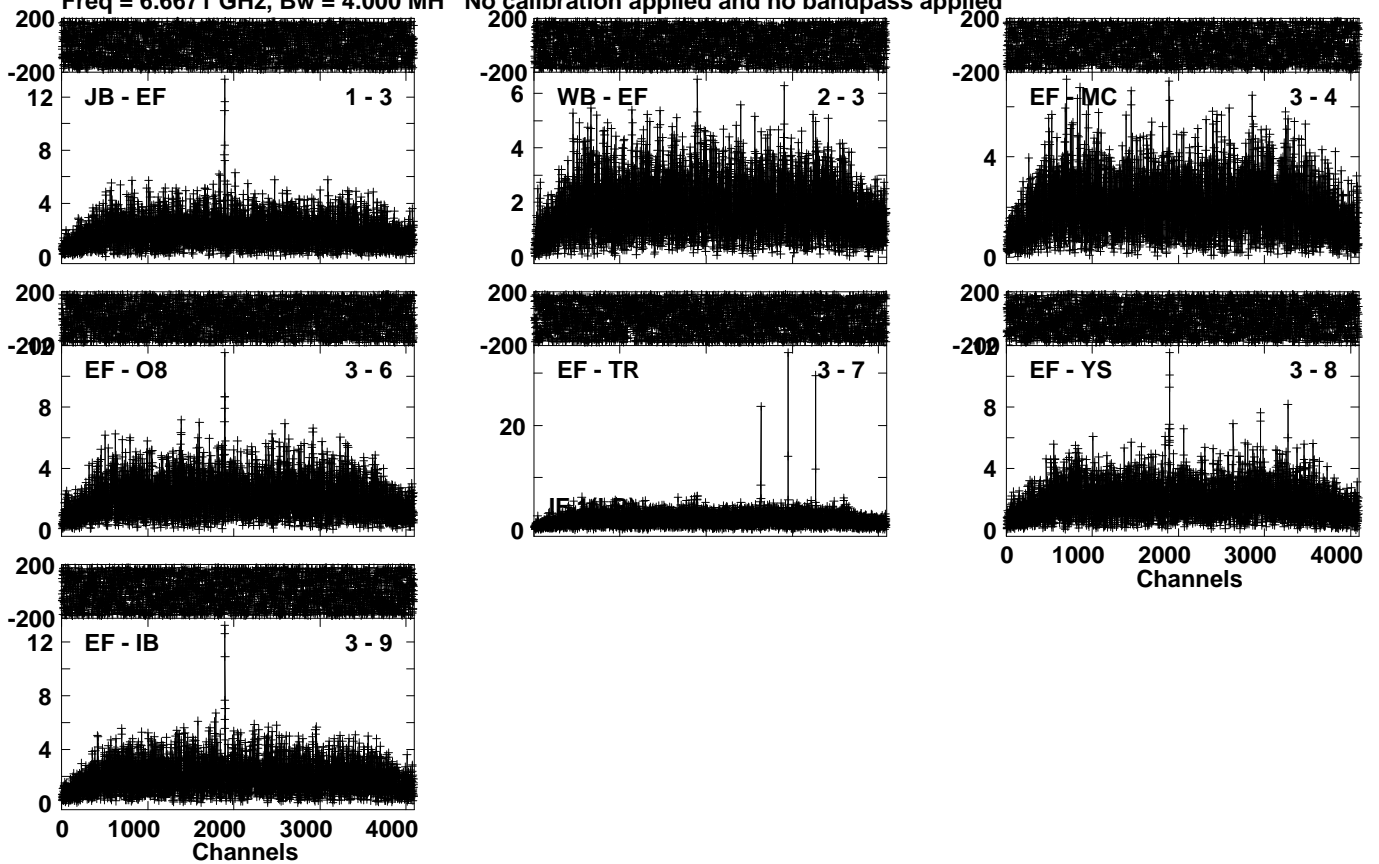 Freq = 6.6671 GHz, Bw = 4.000 MH No calibration applied and no bandpass applied
200 200 200
-200 -200 -200
JB - EF 1 - 3
12
8
4
0
WB - EF 2 - 3
6
4
2
0
EF - MC 3 - 4
4
0
200 200 200
-200 -200 -200
EF - O8 3 - 6
12
8
4
0
EF - TR 3 - 7
20
0
EF - YS 3 - 8
12
8
4
0
0 1000 2000 3000 4000
Channels
200
-200
EF - IB 3 - 9
12
8
4
0
0 1000 2000 3000 4000
Channels